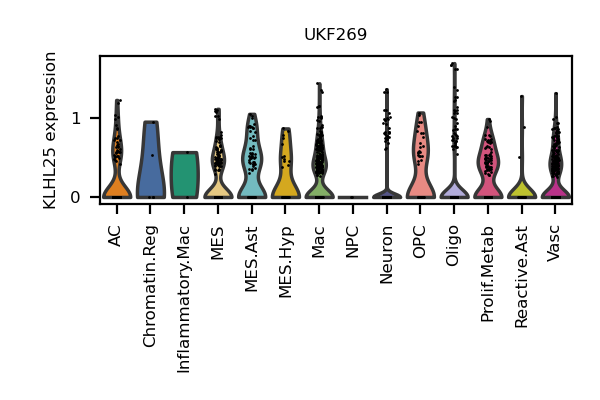 UKF269
KLHL25 expression
1
0
AC
Chromatin.Reg
Inflammatory.Mac
MES
MES.Ast
MES.Hyp
Mac
NPC
Neuron
OPC
Oligo
Prolif.Metab
Reactive.Ast
Vasc